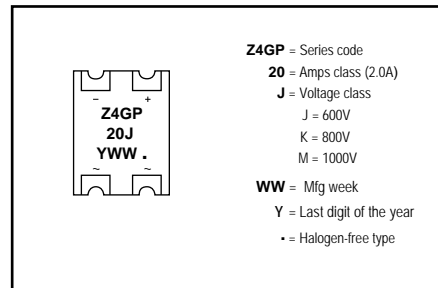 − +
Z4GP
20J
YWW .
~ ~
Z4GP = Series code
20 = Amps class (2.0A)
J = Voltage class
J = 600V
K = 800V
M = 1000V
WW = Mfg week
Y = Last digit of the year
▪ = Halogen-free type